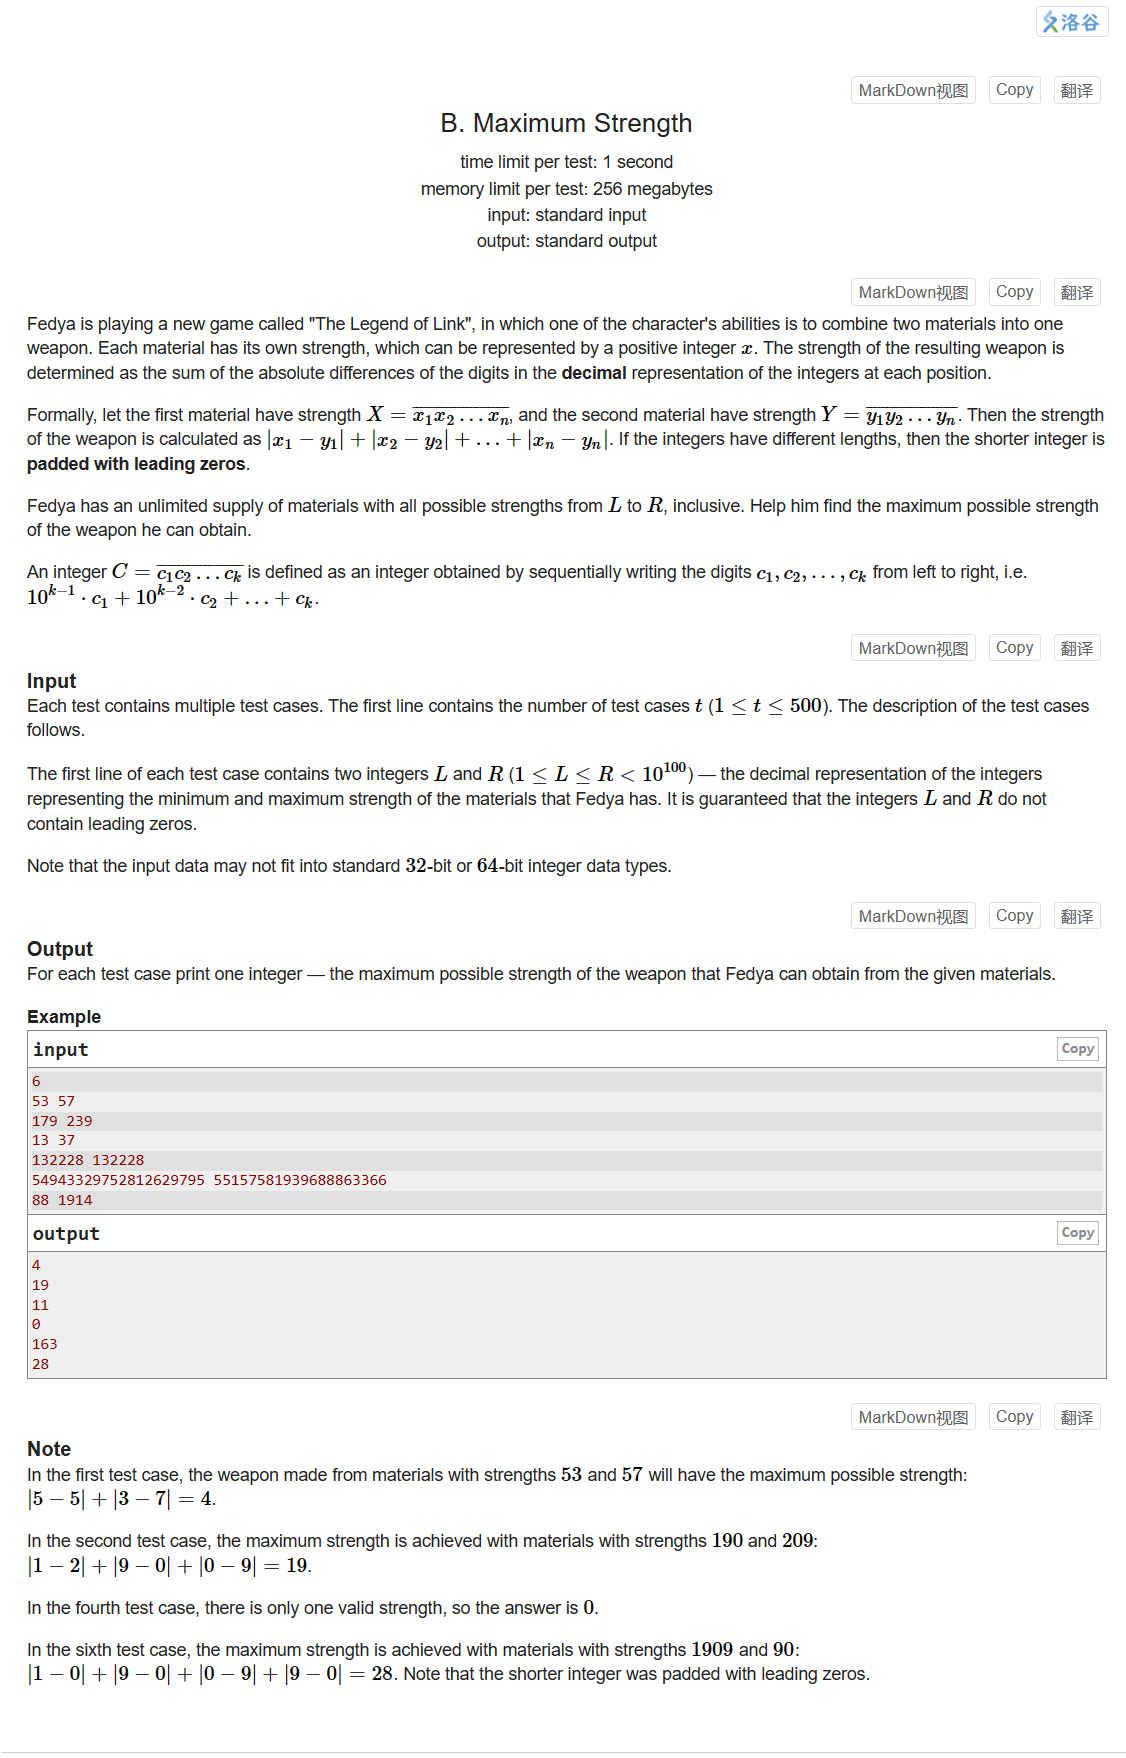 洛谷
MarkDown视图 Copy 翻译
B. Maximum Strength
time limit per test: 1 second
memory limit per test: 256 megabytes
input: standard input
output: standard output
MarkDown视图 Copy 翻译
Fedya is playing a new game called "The Legend of Link", in which one of the character's abilities is to combine two materials into one
weapon. Each material has its own strength, which can be represented by a positive integer x. The strength of the resulting weapon is
determined as the sum of the absolute differences of the digits in the decimal representation of the integers at each position.
Formally, let the first material have strength X = \overline{x_1x_2 \ldots x_n}, and the second material have strength Y = \overline{y_1y_2 \ldots y_n}. Then the strength
of the weapon is calculated as |x_1 − y_1| + |x_2 − y_2| + … + |x_n − y_n|. If the integers have different lengths, then the shorter integer is
padded with leading zeros.
Fedya has an unlimited supply of materials with all possible strengths from L to R, inclusive. Help him find the maximum possible strength
of the weapon he can obtain.
An integer C = \overline{c_1c_2 \ldots c_k} is defined as an integer obtained by sequentially writing the digits c_1, c_2, …, c_k from left to right, i.e.
10^{k−1} · c_1 + 10^{k−2} · c_2 + … + c_k.
MarkDown视图 Copy 翻译
Input
Each test contains multiple test cases. The first line contains the number of test cases t (1 ≤ t ≤ 500). The description of the test cases
follows.
The first line of each test case contains two integers L and R (1 ≤ L ≤ R < 10^{100}) — the decimal representation of the integers
representing the minimum and maximum strength of the materials that Fedya has. It is guaranteed that the integers L and R do not
contain leading zeros.
Note that the input data may not fit into standard 32-bit or 64-bit integer data types.
MarkDown视图 Copy 翻译
Output
For each test case print one integer — the maximum possible strength of the weapon that Fedya can obtain from the given materials.
Example
input Copy
6
53 57
179 239
13 37
132228 132228
54943329752812629795 55157581939688863366
88 1914
output Copy
4
19
11
0
163
28
MarkDown视图 Copy 翻译
Note
In the first test case, the weapon made from materials with strengths 53 and 57 will have the maximum possible strength:
|5 − 5| + |3 − 7| = 4.
In the second test case, the maximum strength is achieved with materials with strengths 190 and 209:
|1 − 2| + |9 − 0| + |0 − 9| = 19.
In the fourth test case, there is only one valid strength, so the answer is 0.
In the sixth test case, the maximum strength is achieved with materials with strengths 1909 and 90:
|1 − 0| + |9 − 0| + |0 − 9| + |9 − 0| = 28. Note that the shorter integer was padded with leading zeros.